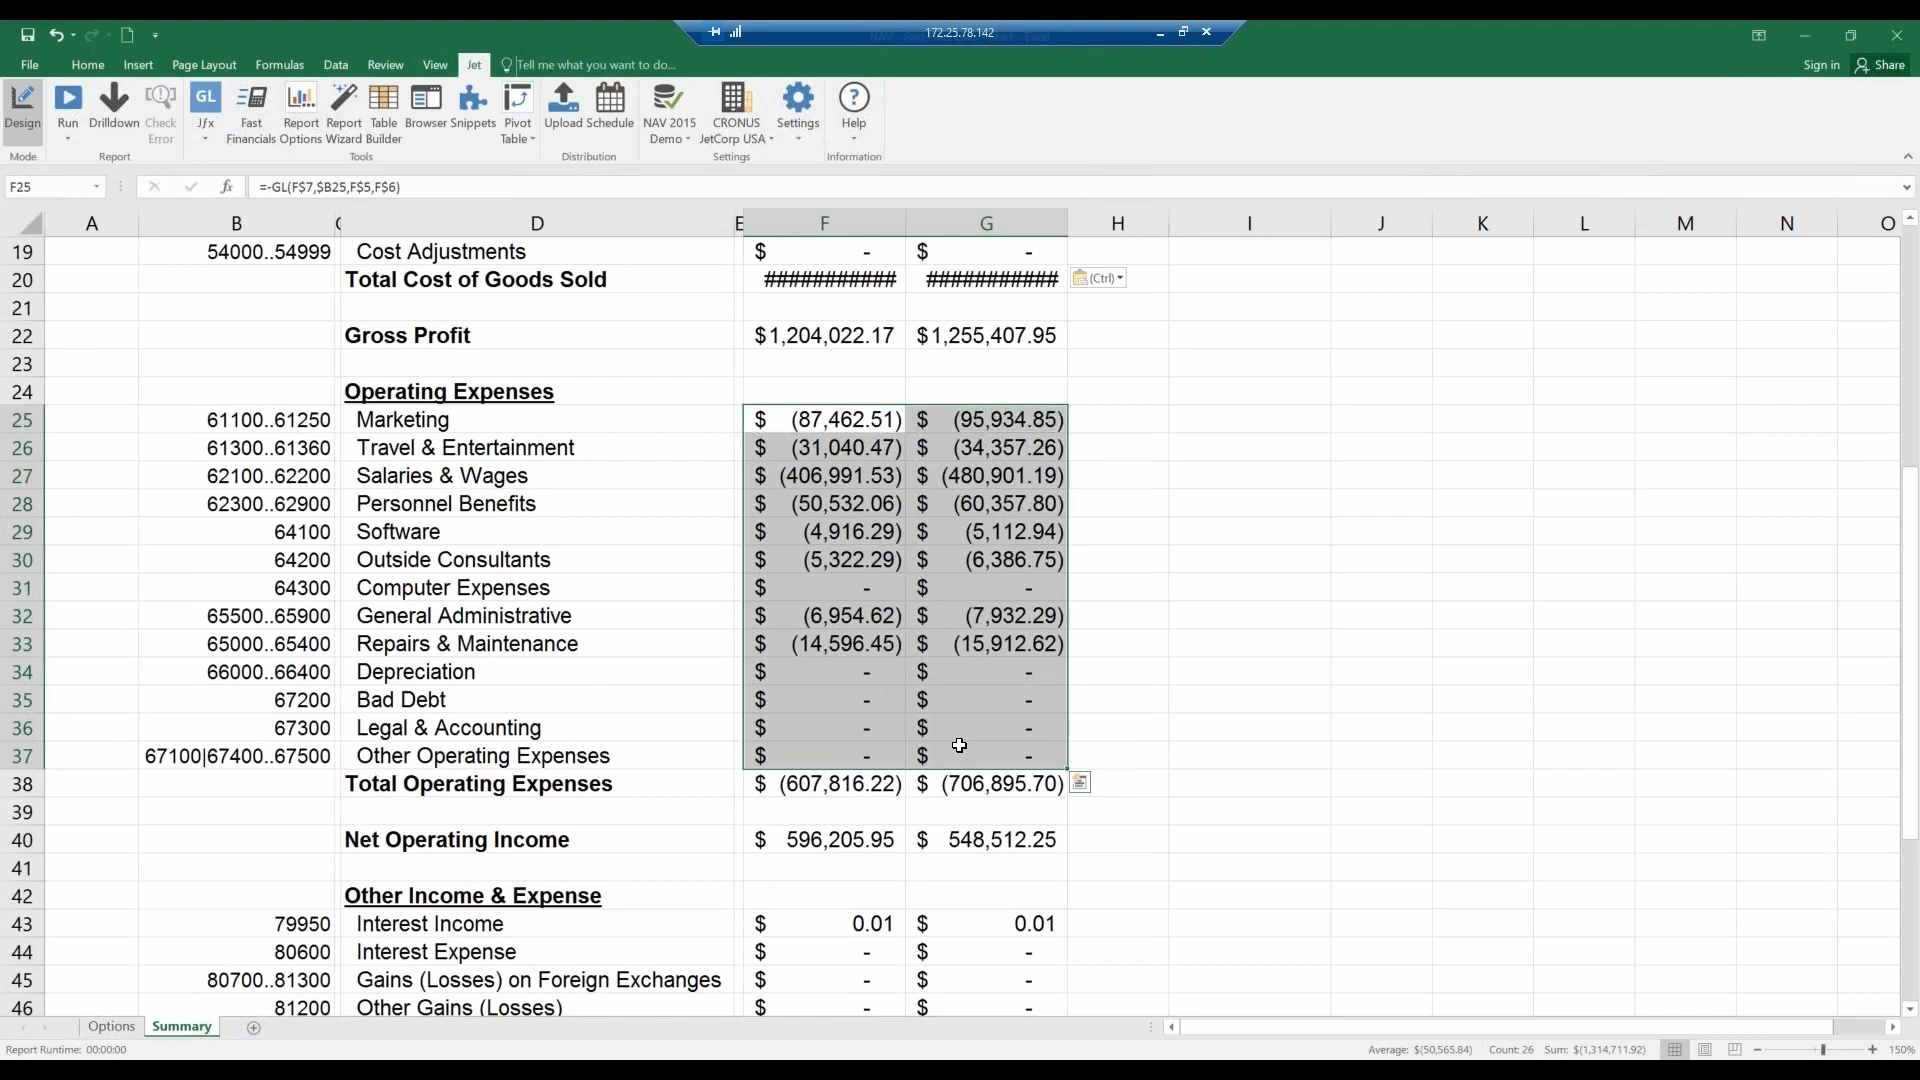 172.25.78.142
File Home Insert Page Layout Formulas Data Review View Jet Tell me what you want to do... Sign in Share
Design Run Drilldown Check Error GL Jfx Fast Financials Report Options Report Wizard Table Builder Browser Snippets Pivot Table Upload Schedule NAV 2015 Demo CRONUS JetCorp USA Settings ? Help
Mode Report Tools Distribution Settings Information
F25 fx =-GL(F$7,$B25,F$5,F$6)
A B C D E F G H I J K L M N O
19 54000..54999 Cost Adjustments $ - $ -
20 Total Cost of Goods Sold ########### ########### (Ctrl)
21
22 Gross Profit $1,204,022.17 $1,255,407.95
23
24 Operating Expenses
25 61100..61250 Marketing $ (87,462.51) $ (95,934.85)
26 61300..61360 Travel & Entertainment $ (31,040.47) $ (34,357.26)
27 62100..62200 Salaries & Wages $ (406,991.53) $ (480,901.19)
28 62300..62900 Personnel Benefits $ (50,532.06) $ (60,357.80)
29 64100 Software $ (4,916.29) $ (5,112.94)
30 64200 Outside Consultants $ (5,322.29) $ (6,386.75)
31 64300 Computer Expenses $ - $ -
32 65500..65900 General Administrative $ (6,954.62) $ (7,932.29)
33 65000..65400 Repairs & Maintenance $ (14,596.45) $ (15,912.62)
34 66000..66400 Depreciation $ - $ -
35 67200 Bad Debt $ - $ -
36 67300 Legal & Accounting $ - $ -
37 67100|67400..67500 Other Operating Expenses $ - $ -
38 Total Operating Expenses $ (607,816.22) $ (706,895.70)
39
40 Net Operating Income $ 596,205.95 $ 548,512.25
41
42 Other Income & Expense
43 79950 Interest Income $ 0.01 $ 0.01
44 80600 Interest Expense $ - $ -
45 80700..81300 Gains (Losses) on Foreign Exchanges $ - $ -
46 81200 Other Gains (Losses) $ - $ -
Options Summary
Report Runtime: 00:00:00 Average: $(50,565.84) Count: 26 Sum: $(1,314,711.92) 150%